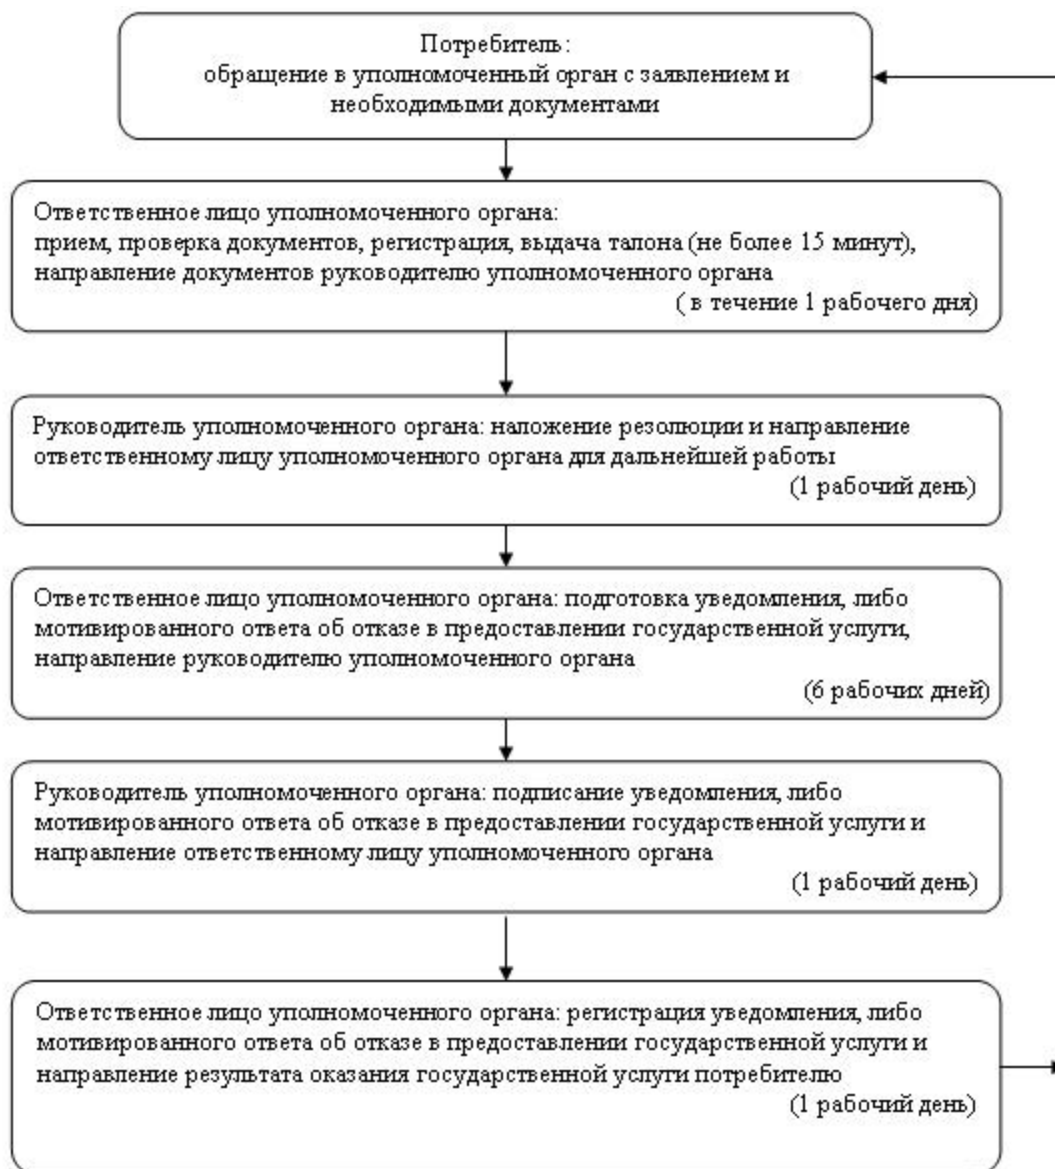 Потребитель:
обращение в уполномоченный орган с заявлением и
необходимыми документами
Ответственное лицо уполномоченного органа:
прием, проверка документов, регистрация, выдача талона (не более 15 минут),
направление документов руководителю уполномоченного органа
( в течение 1 рабочего дня)
Руководитель уполномоченного органа: наложение резолюции и направление
ответственному лицу уполномоченного органа для дальнейшей работы
(1 рабочий день)
Ответственное лицо уполномоченного органа: подготовка уведомления, либо
мотивированного ответа об отказе в предоставлении государственной услуги,
направление руководителю уполномоченного органа
(6 рабочих дней)
Руководитель уполномоченного органа: подписание уведомления, либо
мотивированного ответа об отказе в предоставлении государственной услуги и
направление ответственному лицу уполномоченного органа
(1 рабочий день)
Ответственное лицо уполномоченного органа: регистрация уведомления, либо
мотивированного ответа об отказе в предоставлении государственной услуги и
направление результата оказания государственной услуги потребителю
(1 рабочий день)